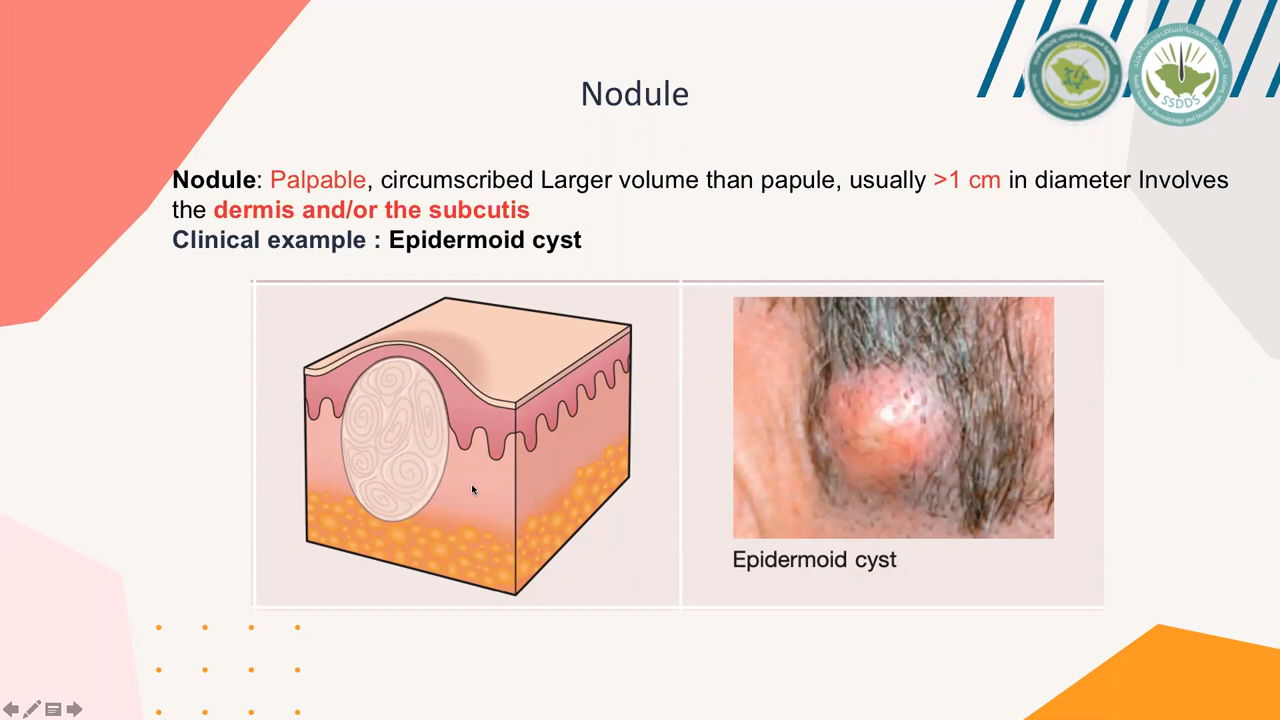 Nodule
Nodule: Palpable, circumscribed Larger volume than papule, usually >1 cm in diameter Involves
the dermis and/or the subcutis
Clinical example : Epidermoid cyst
Epidermoid cyst
SSDDS